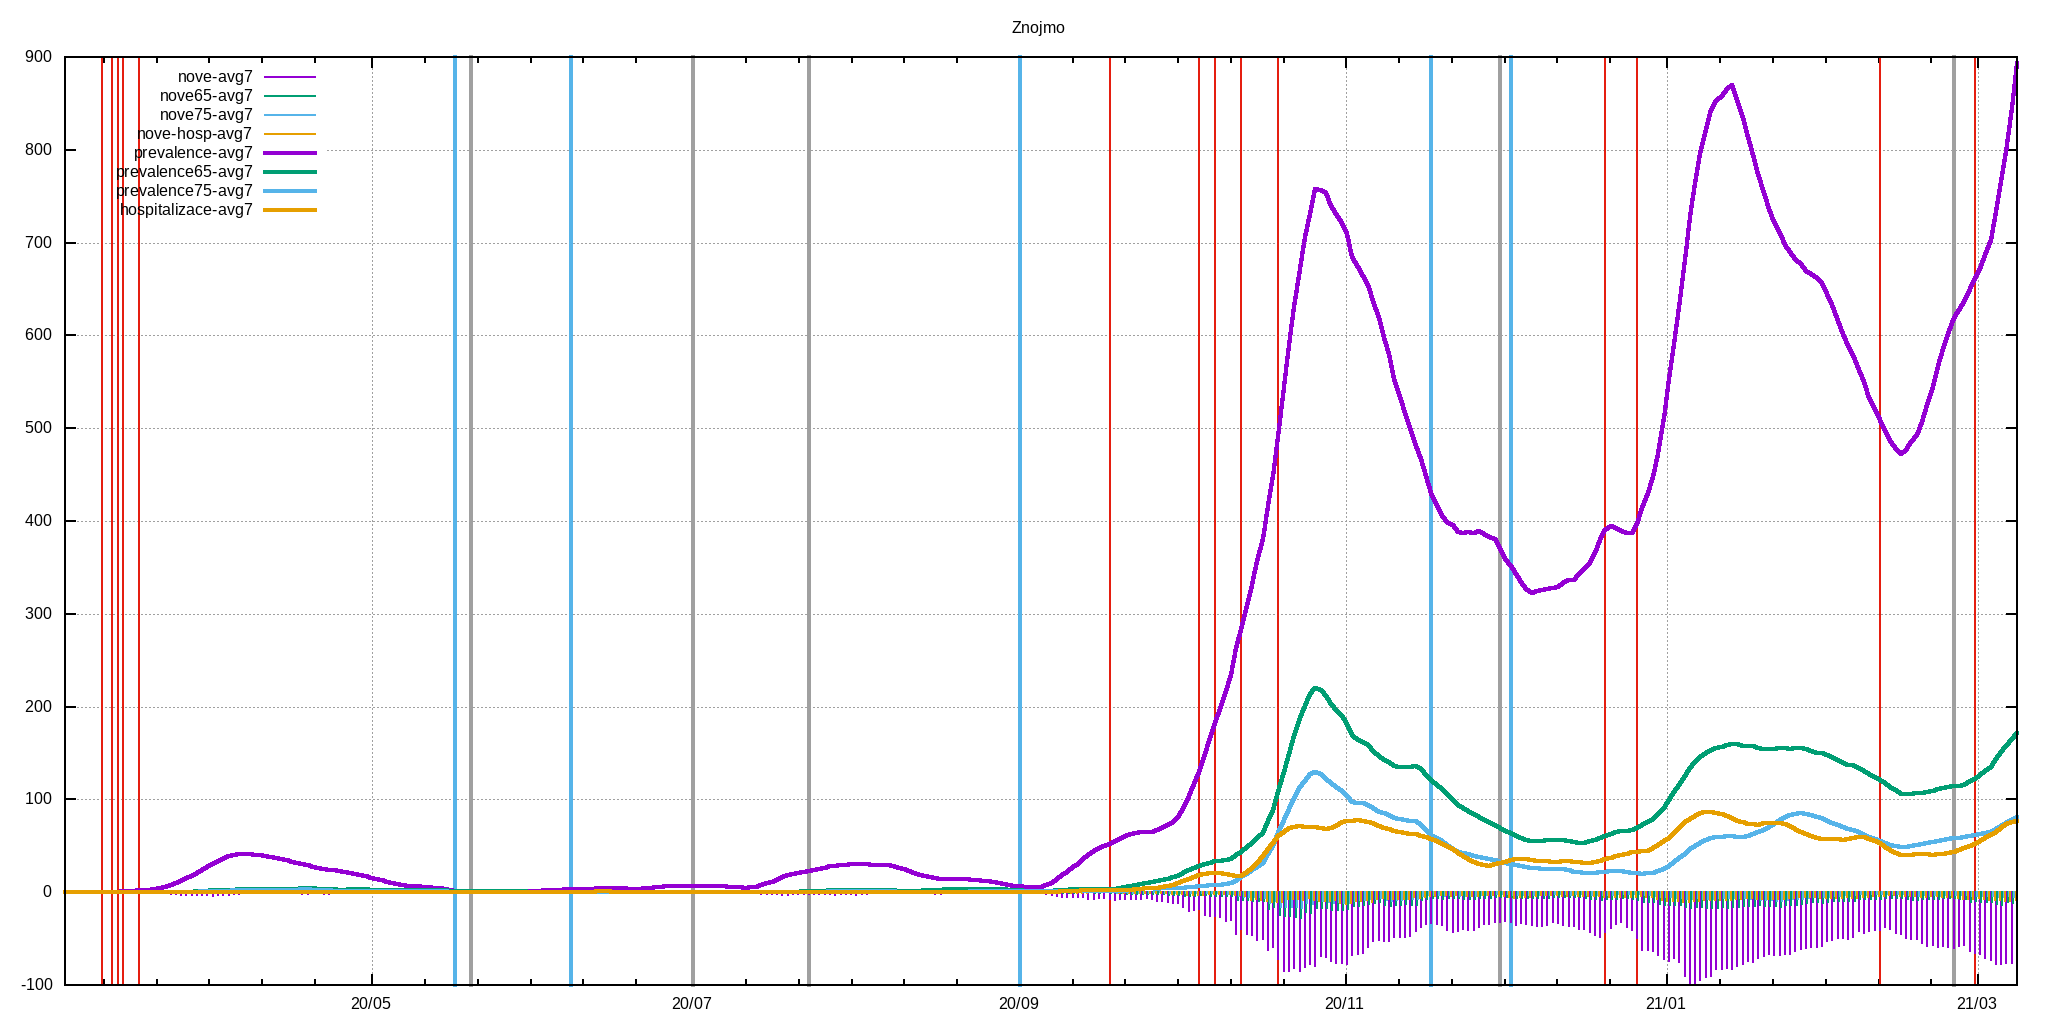 Znojmo
900
800
700
600
500
400
300
200
100
0
-100
nove-avg7
nove65-avg7
nove75-avg7
nove-hosp-avg7
prevalence-avg7
prevalence65-avg7
prevalence75-avg7
hospitalizace-avg7
20/05
20/07
20/09
20/11
21/01
21/03